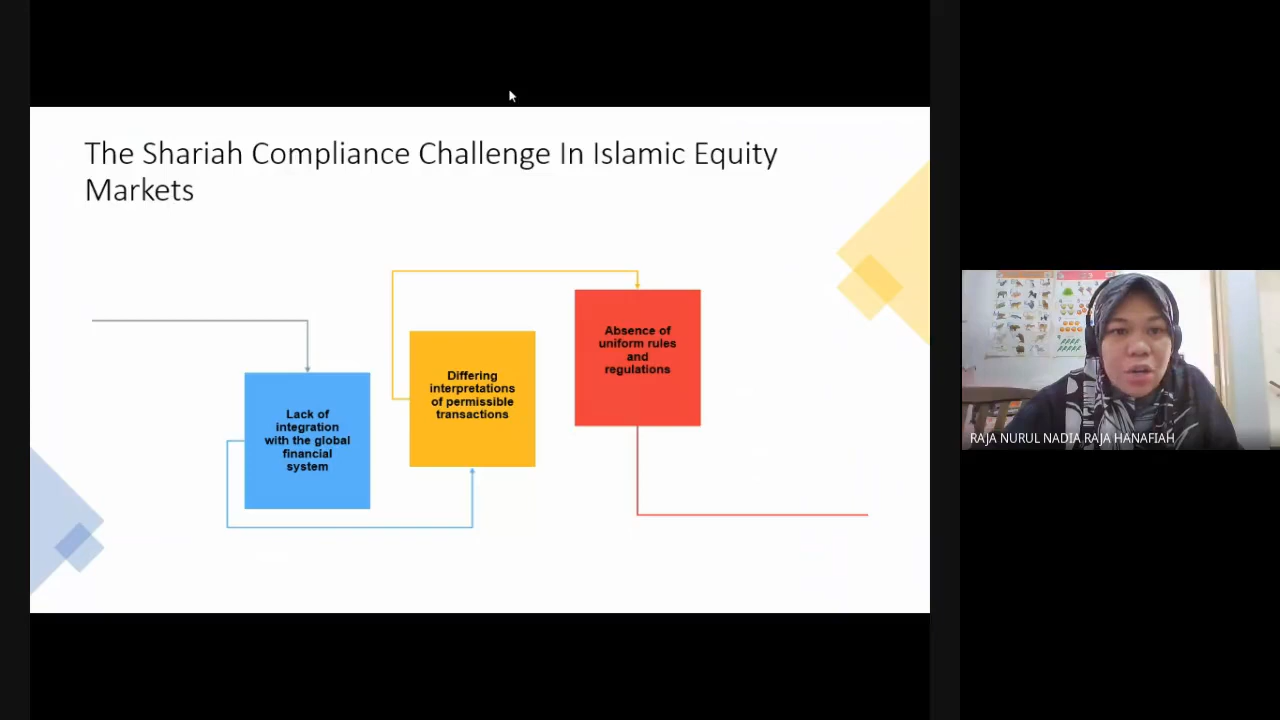 The Shariah Compliance Challenge In Islamic Equity
Markets
Lack of
integration
with the global
financial
system
Differing
interpretations
of permissible
transactions
Absence of
uniform rules
and
regulations
RAJA NURUL NADIA RAJA HANAFIAH